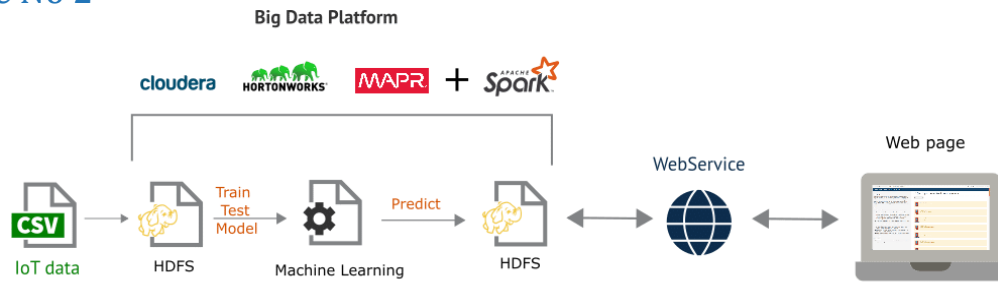 Big Data Platform
cloudera
HORTONWORKS
MAPR
+
APACHE
Spark
Web page
WebService
Train
Test
Model
Predict
CSV
IoT data
HDFS
Machine Learning
HDFS